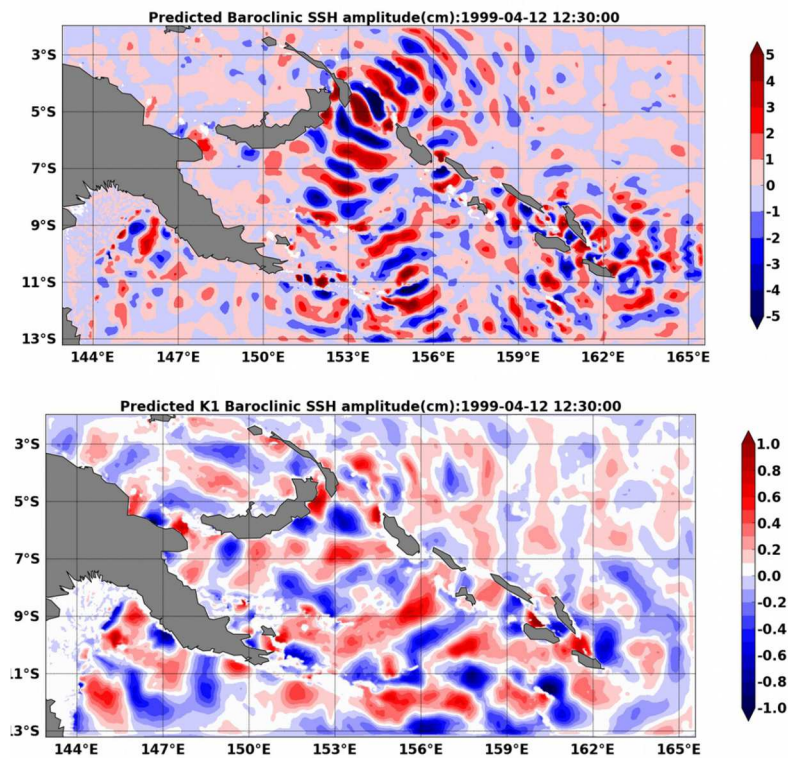 Predicted Baroclinic SSH amplitude(cm):1999-04-12 12:30:00
3°S
5°S
7°S
9°S
11°S
13°S
144°E 147°E 150°E 153°E 156°E 159°E 162°E 165°E
5
4
3
2
1
0
-1
-2
-3
-4
-5
Predicted K1 Baroclinic SSH amplitude(cm):1999-04-12 12:30:00
3°S
5°S
7°S
9°S
.1°S
.3°S
144°E 147°E 150°E 153°E 156°E 159°E 162°E 165°E
1.0
0.8
0.6
0.4
0.2
0.0
-0.2
-0.4
-0.6
-0.8
-1.0